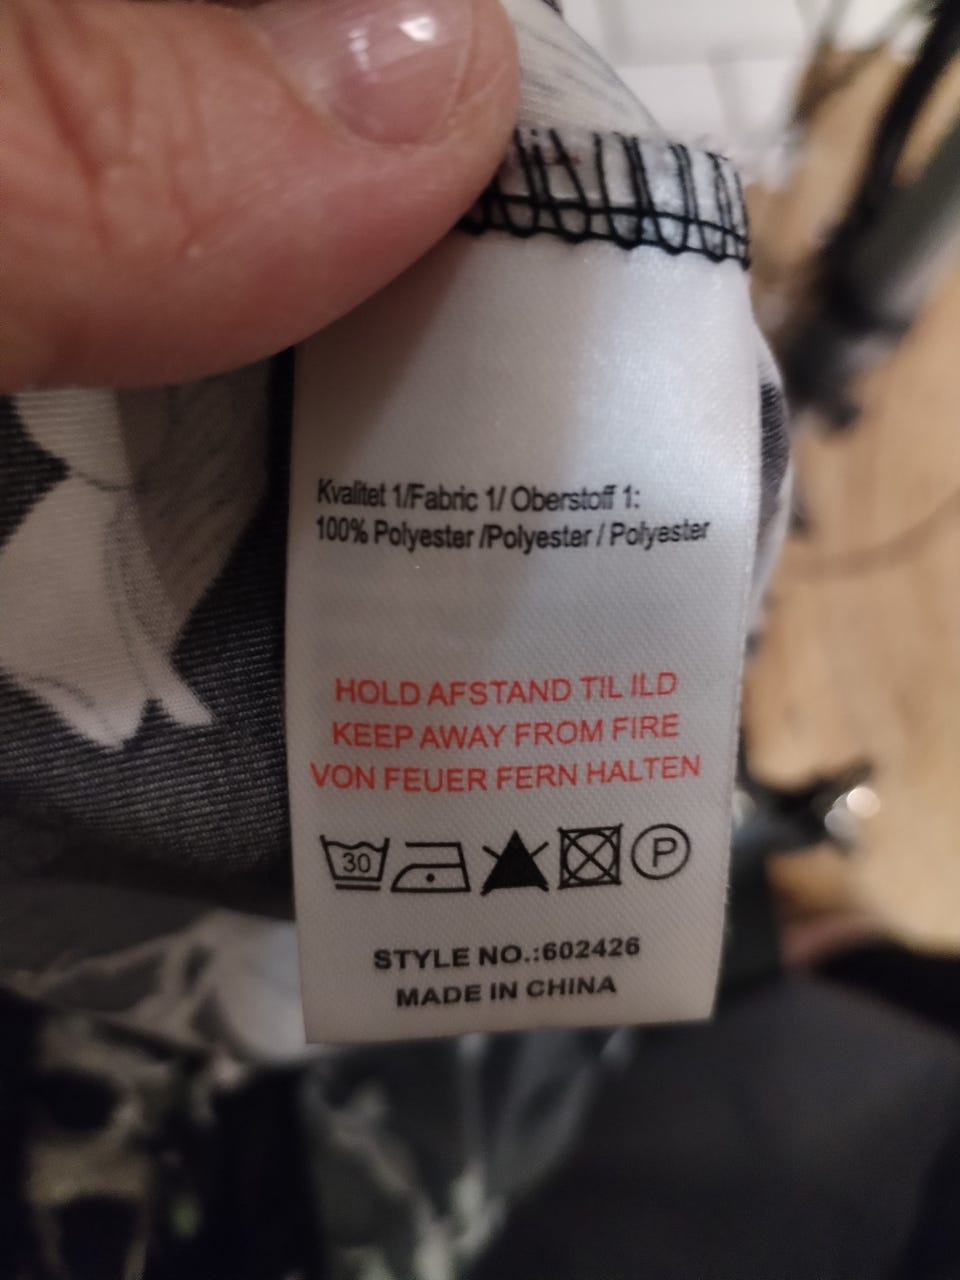 Kvalitet 1/Fabric 1/ Oberstoff 1:
100% Polyester /Polyester / Polyester
HOLD AFSTAND TIL ILD
KEEP AWAY FROM FIRE
VON FEUER FERN HALTEN
30 P
STYLE NO.:602426
MADE IN CHINA